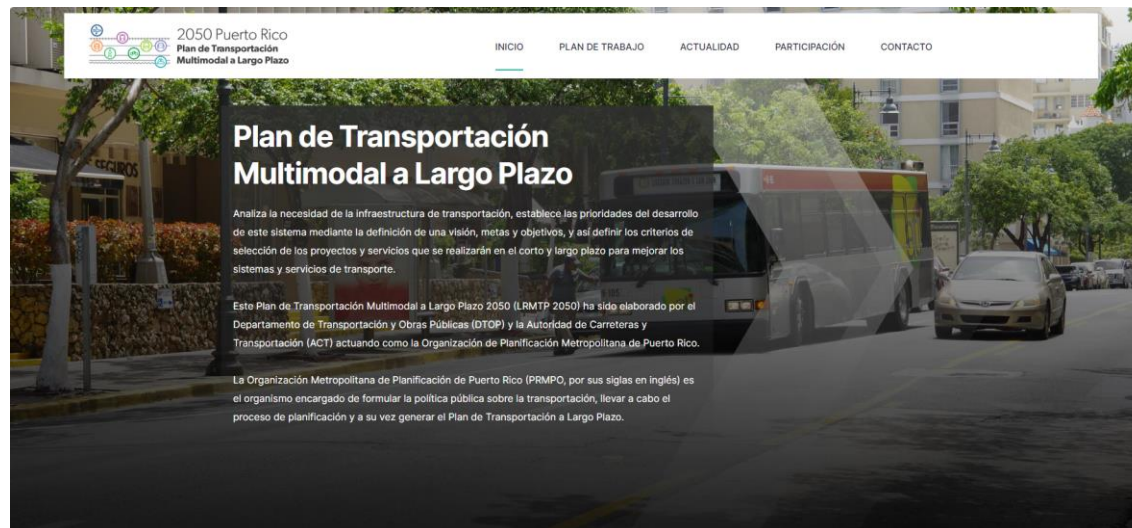 2050 Puerto Rico
Plan de Transportación
Multimodal a Largo Plazo
INICIO PLAN DE TRABAJO ACTUALIDAD PARTICIPACIÓN CONTACTO
Plan de Transportación
Multimodal a Largo Plazo
Analiza la necesidad de la infraestructura de transportación, establece las prioridades del desarrollo
de este sistema mediante la definición de una visión, metas y objetivos, y así definir los criterios de
selección de los proyectos y servicios que se realizarán en el corto y largo plazo para mejorar los
sistemas y servicios de transporte.
Este Plan de Transportación Multimodal a Largo Plazo 2050 (LRMTP 2050) ha sido elaborado por el
Departamento de Transportación y Obras Públicas (DTOP) y la Autoridad de Carreteras y
Transportación (ACT) actuando como la Organización de Planificación Metropolitana de Puerto Rico.
La Organización Metropolitana de Planificación de Puerto Rico (PRMPO, por sus siglas en inglés) es
el organismo encargado de formular la política pública sobre la transportación, llevar a cabo el
proceso de planificación y a su vez generar el Plan de Transportación a Largo Plazo.
SEGUROS